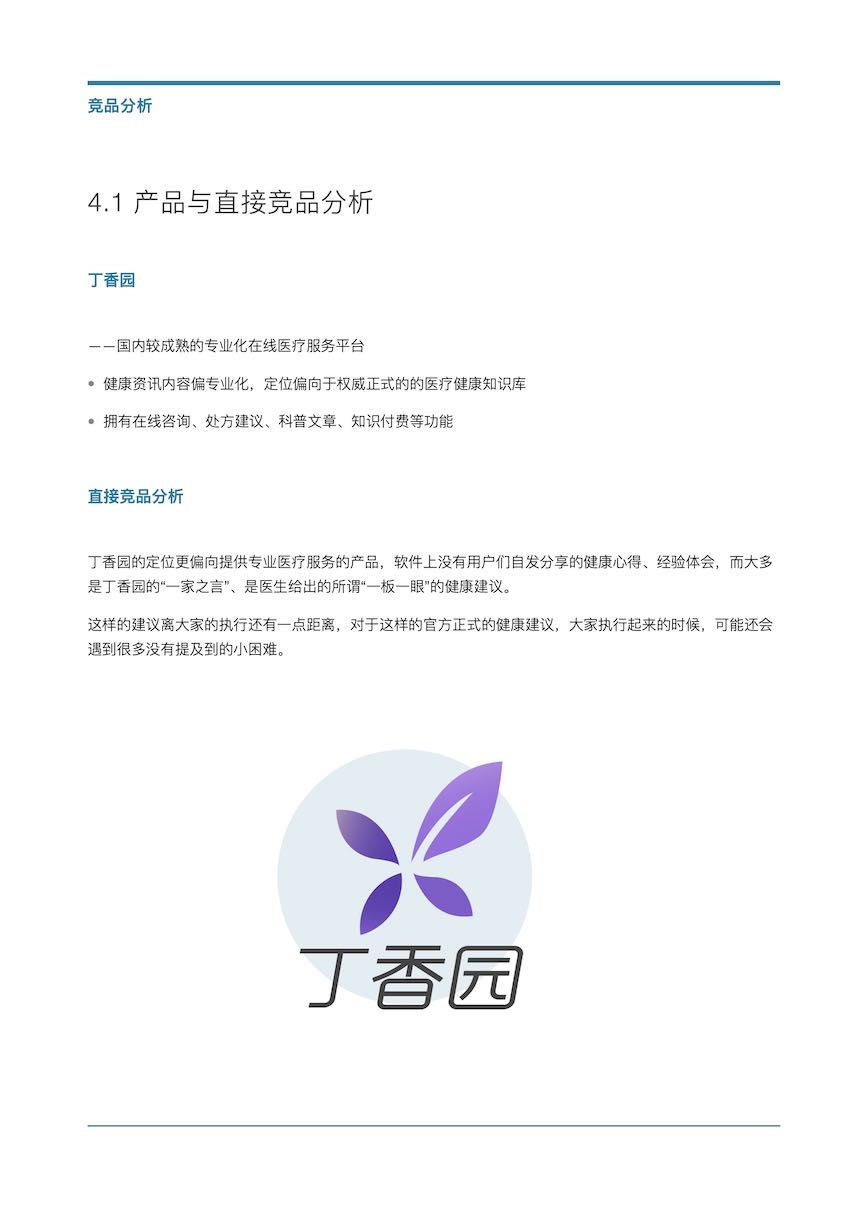 竞品分析
4.1 产品与直接竞品分析
丁香园
——国内较成熟的专业化在线医疗服务平台
• 健康资讯内容偏专业化，定位偏向于权威正式的的医疗健康知识库
• 拥有在线咨询、处方建议、科普文章、知识付费等功能
直接竞品分析
丁香园的定位更偏向提供专业医疗服务的产品，软件上没有用户们自发分享的健康心得、经验体会，而大多
是丁香园的“一家之言”、是医生给出的所谓“一板一眼”的健康建议。
这样的建议离大家的执行还有一点距离，对于这样的官方正式的健康建议，大家执行起来的时候，可能还会
遇到很多没有提及到的小困难。
丁香园